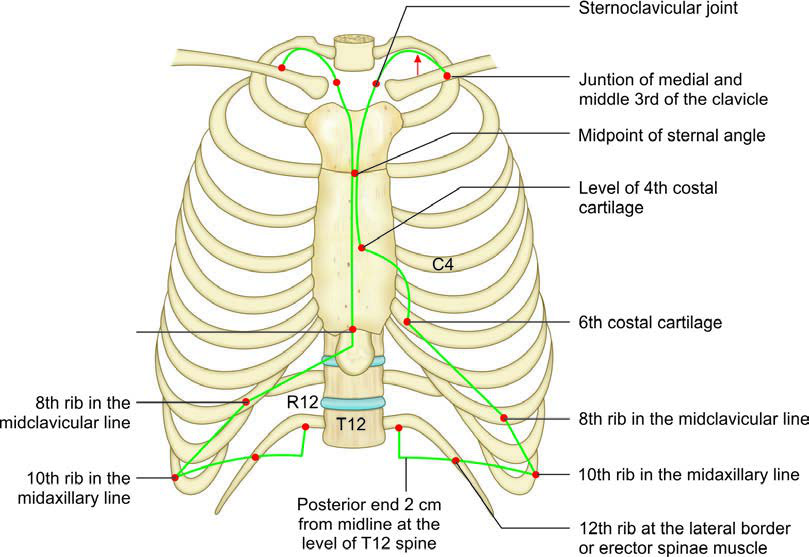 Sternoclavicular joint
Juntion of medial and
middle 3rd of the clavicle
Midpoint of sternal angle
Level of 4th costal
cartilage
C4
6th costal cartilage
8th rib in the
midclavicular line
R12
T12
8th rib in the midclavicular line
10th rib in the
midaxillary line
10th rib in the midaxillary line
Posterior end 2 cm
from midline at the
level of T12 spine
12th rib at the lateral border
or erector spinae muscle